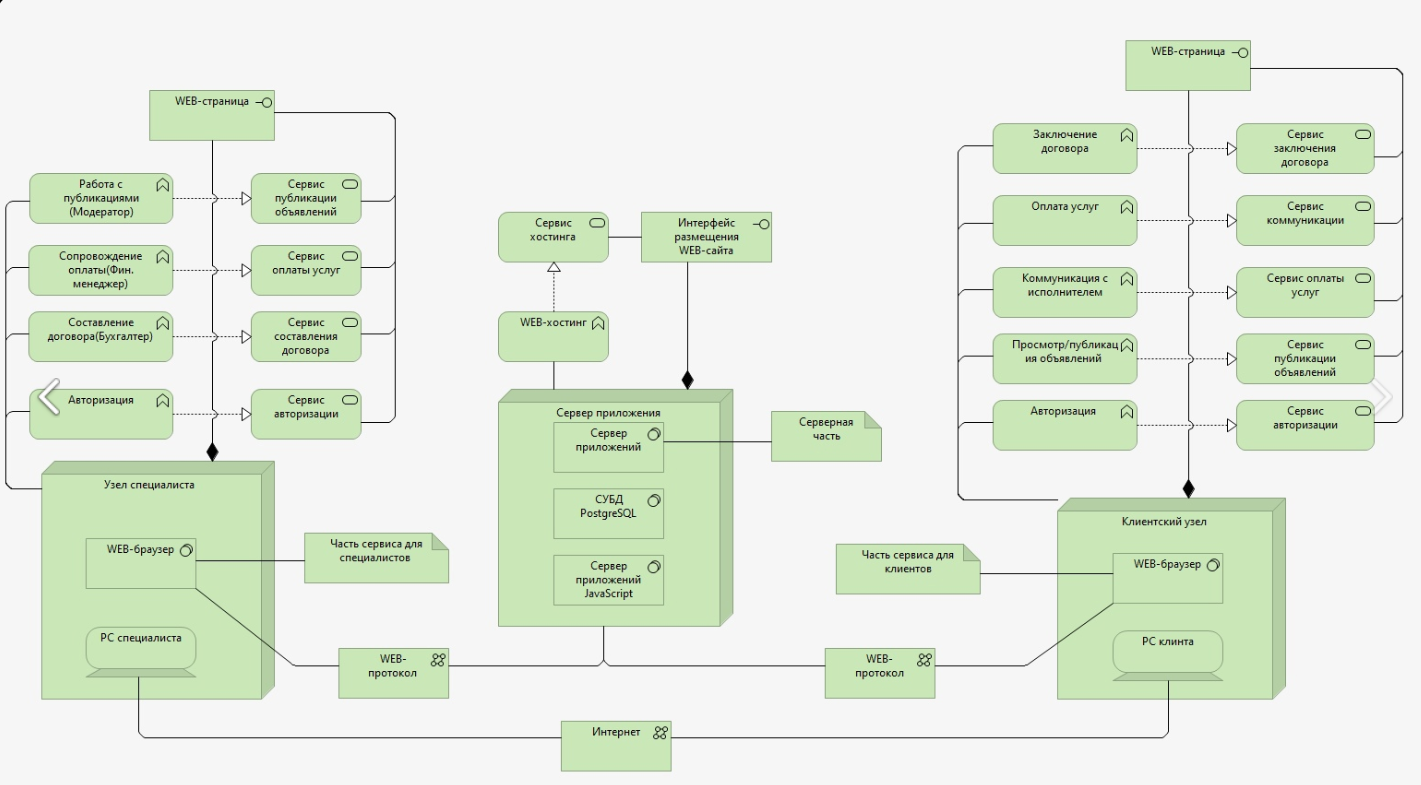 WEB-страница
Работа с
публикациями
(Модератор)
Сервис
публикации
объявлений
Сопровождение
оплаты(Фин.
менеджер)
Сервис
оплаты услуг
Составление
договора(Бухгалтер)
Сервис
составления
договора
Авторизация
Сервис
авторизации
Узел специалиста
WEB-браузер
Часть сервиса для
специалистов
PC специалиста
Сервис
хостинга
Интерфейс
размещения
WEB-сайта
WEB-хостинг
Сервер приложения
Сервер
приложений
Серверная
часть
СУБД
PostgreSQL
Сервер
приложений
JavaScript
WEB-
протокол
WEB-
протокол
Интернет
WEB-страница
Заключение
договора
Сервис
заключения
договора
Оплата услуг
Сервис
коммуникации
Коммуникация с
исполнителем
Сервис оплаты
услуг
Просмотр/публикац
ия объявлений
Сервис
публикации
объявлений
Авторизация
Сервис
авторизации
Клиентский узел
Часть сервиса для
клиентов
WEB-браузер
PC клинта